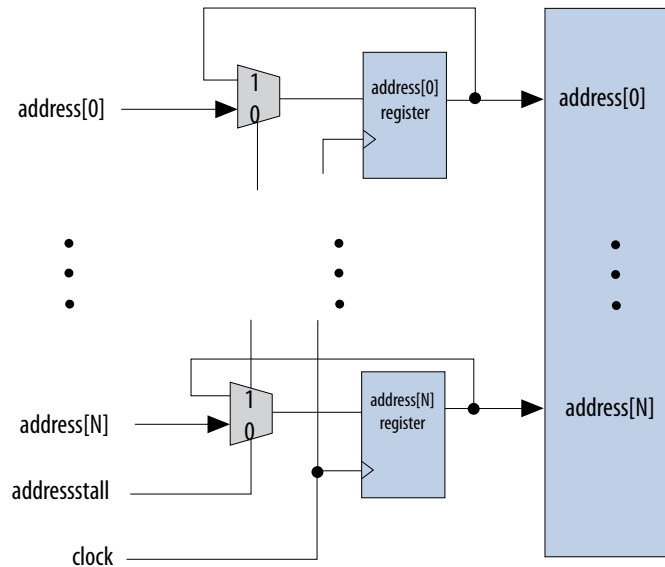 1
address[0]
0
address[0]
register
address[0]
1
address[N]
0
address[N]
register
address[N]
addressstall
clock